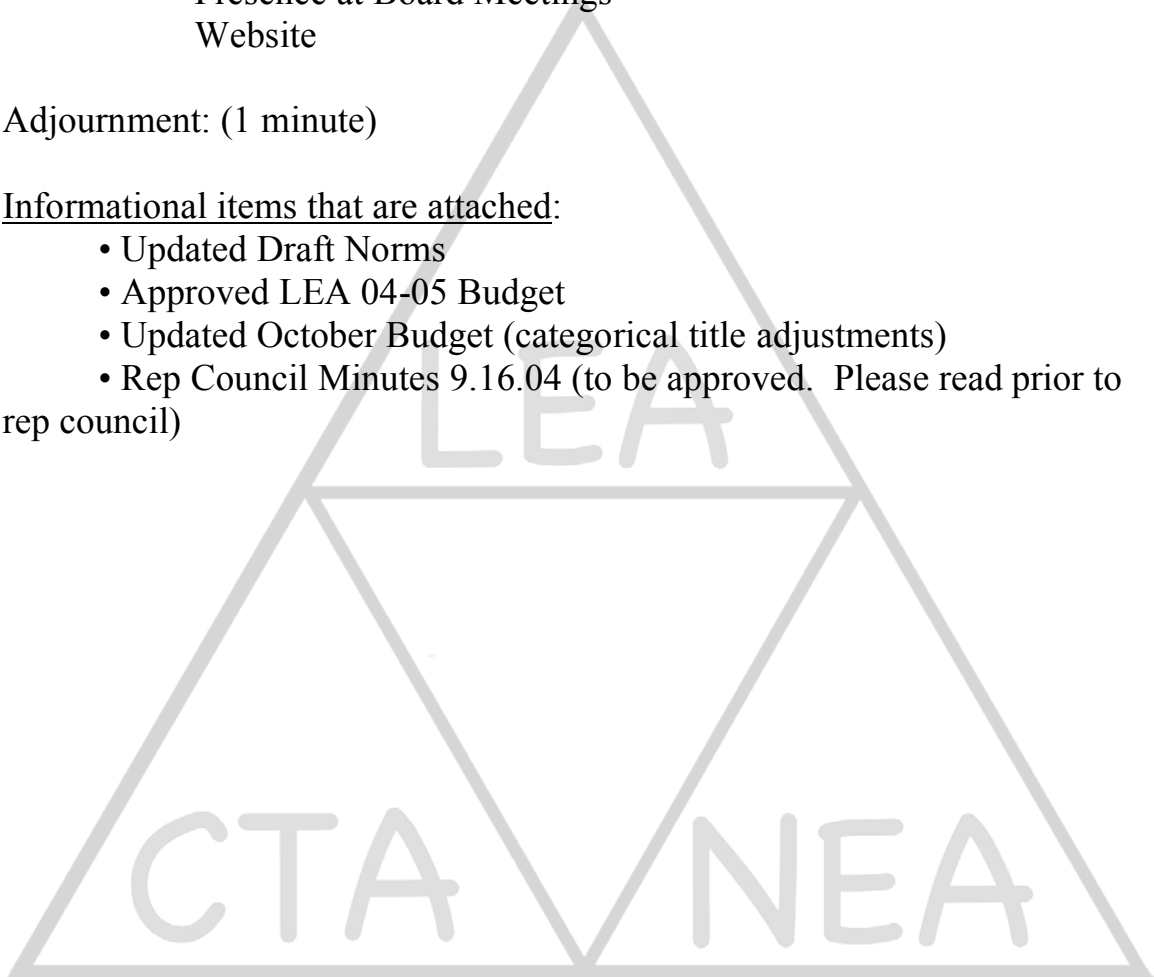 Presence at Board Meetings
Website
Adjournment: (1 minute)
Informational items that are attached:
• Updated Draft Norms
• Approved LEA 04-05 Budget
• Updated October Budget (categorical title adjustments)
• Rep Council Minutes 9.16.04 (to be approved.  Please read prior to
rep council)
LEA
CTA NEA